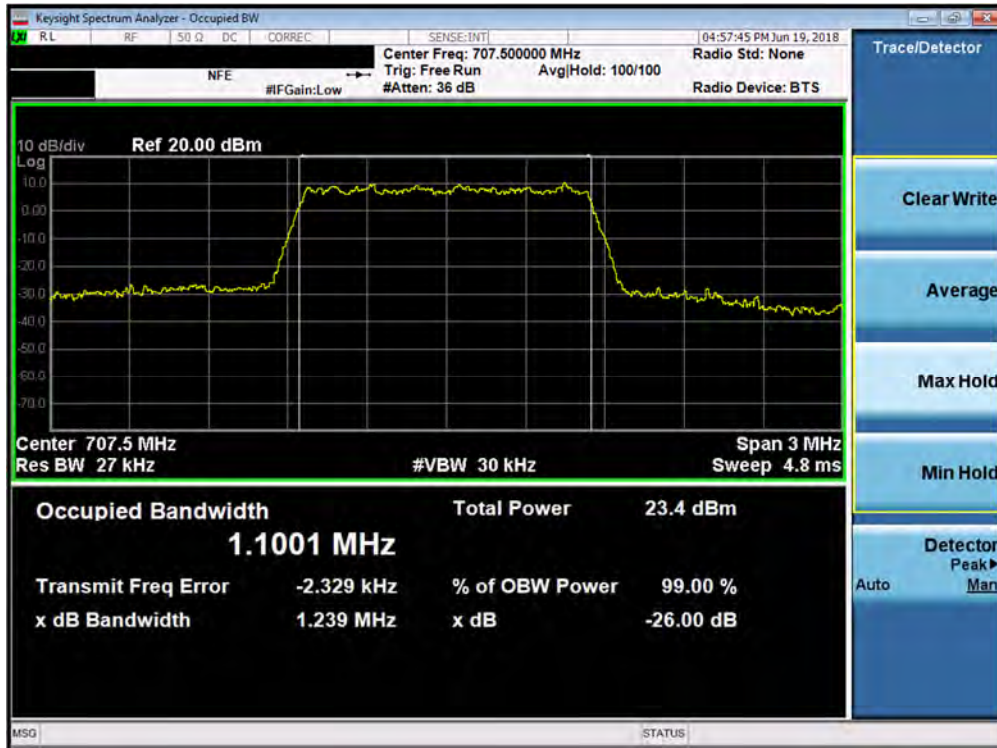 Keysight Spectrum Analyzer - Occupied BW
LXI RL RF 50 Ω DC CORREC SENSE:INT 04:57:45 PM Jun 19, 2018
Center Freq: 707.500000 MHz Radio Std: None
NFE Trig: Free Run Avg|Hold: 100/100
#IFGain:Low #Atten: 36 dB Radio Device: BTS
10 dB/div Ref 20.00 dBm
Log
10.0
0.00
-10.0
-20.0
-30.0
-40.0
-50.0
-60.0
-70.0
Center 707.5 MHz Span 3 MHz
Res BW 27 kHz #VBW 30 kHz Sweep 4.8 ms
Occupied Bandwidth Total Power 23.4 dBm
1.1001 MHz
Transmit Freq Error -2.329 kHz % of OBW Power 99.00 %
x dB Bandwidth 1.239 MHz x dB -26.00 dB
MSG STATUS
Trace/Detector
Clear Write
Average
Max Hold
Min Hold
Detector
Peak▶
Auto Man